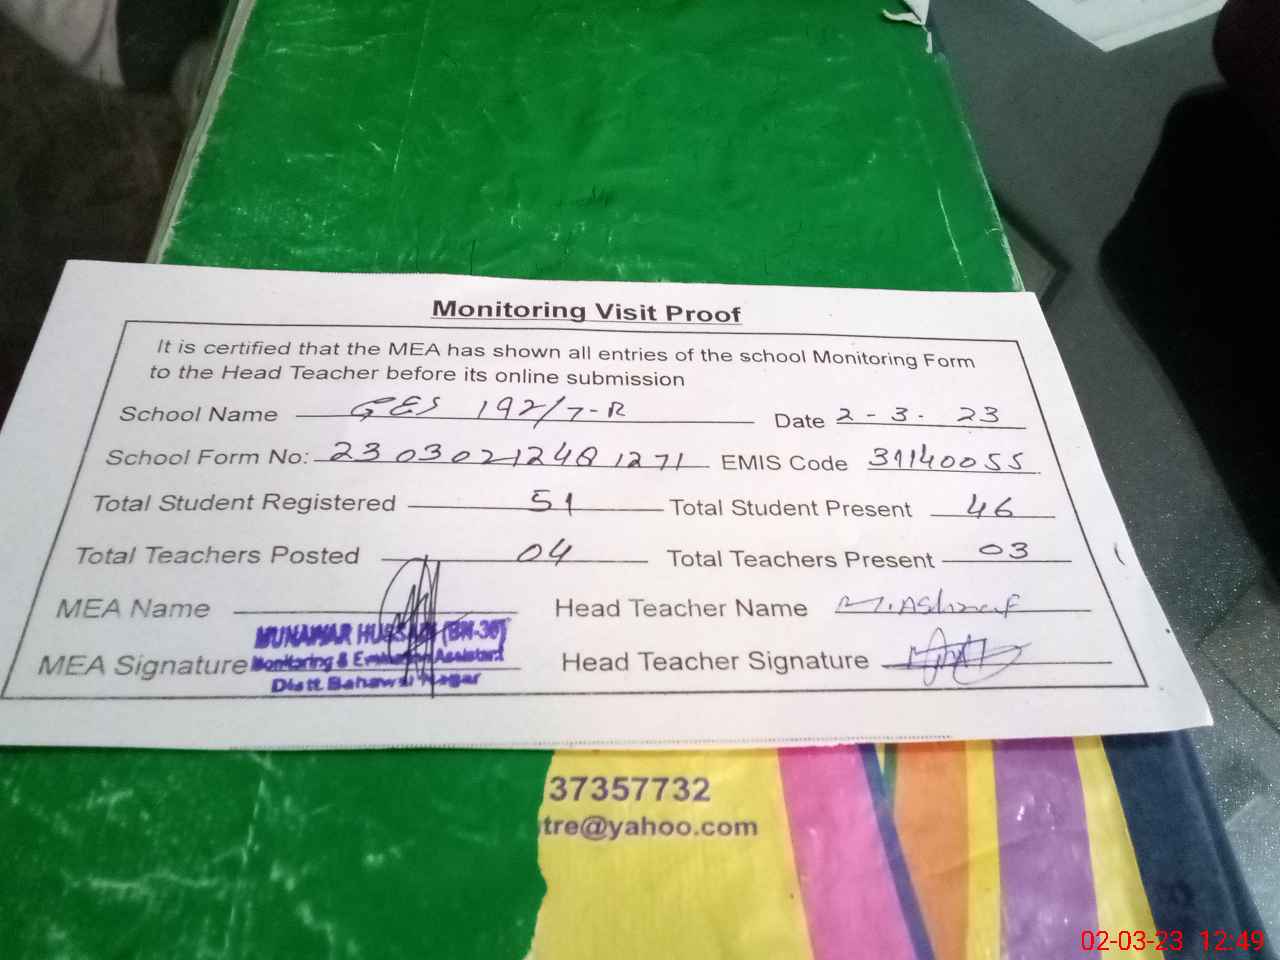 Monitoring Visit Proof
It is certified that the MEA has shown all entries of the school Monitoring Form
to the Head Teacher before its online submission
School Name GES 192/7-R Date 2-3-23
School Form No: 23030212481271 EMIS Code 31140055
Total Student Registered 51 Total Student Present 46
Total Teachers Posted 04 Total Teachers Present 03
MEA Name Head Teacher Name M. Ashraf
MUNAWAR HUSSAIN (BN-36)
MEA Signature Monitoring & Evaluation Assistant Head Teacher Signature
Distt. Bahawal Nagar
37357732
tre@yahoo.com
02-03-23 12:49